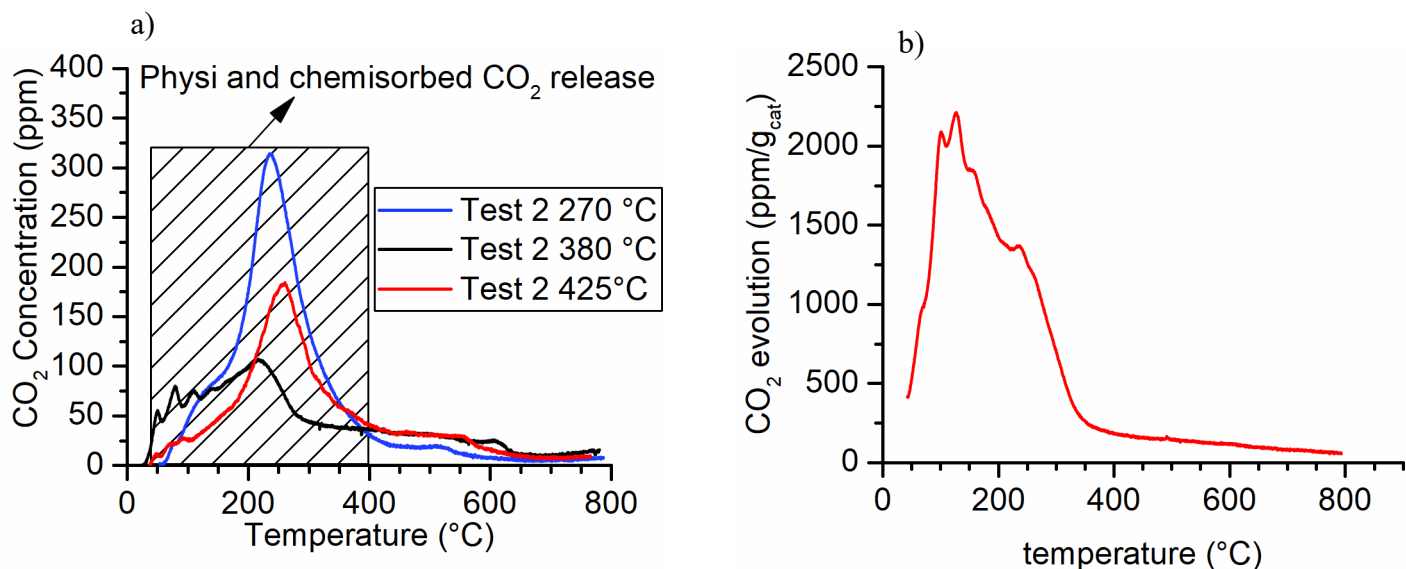 a)
400
350
300
250
200
150
100
50
0
CO₂ Concentration (ppm)
Physi and chemisorbed CO₂ release
Test 2 270 °C
Test 2 380 °C
Test 2 425°C
0
200
400
600
800
Temperature (°C)
b)
2500
2000
1500
1000
500
0
CO₂ evolution (ppm/g_cat)
0
200
400
600
800
temperature (°C)